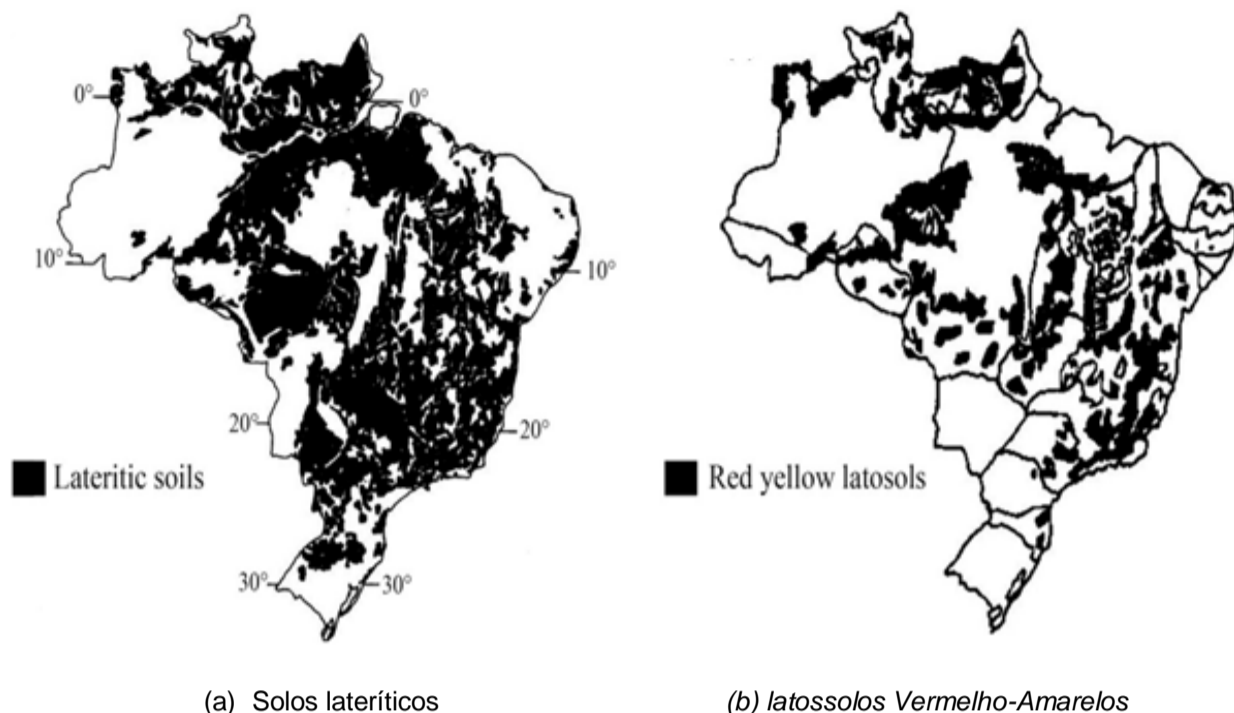 0°
0°
10°
10°
20°
20°
Lateritic soils
Red yellow latosols
30°
30°
(a) Solos lateríticos
(b) latossolos Vermelho-Amarelos